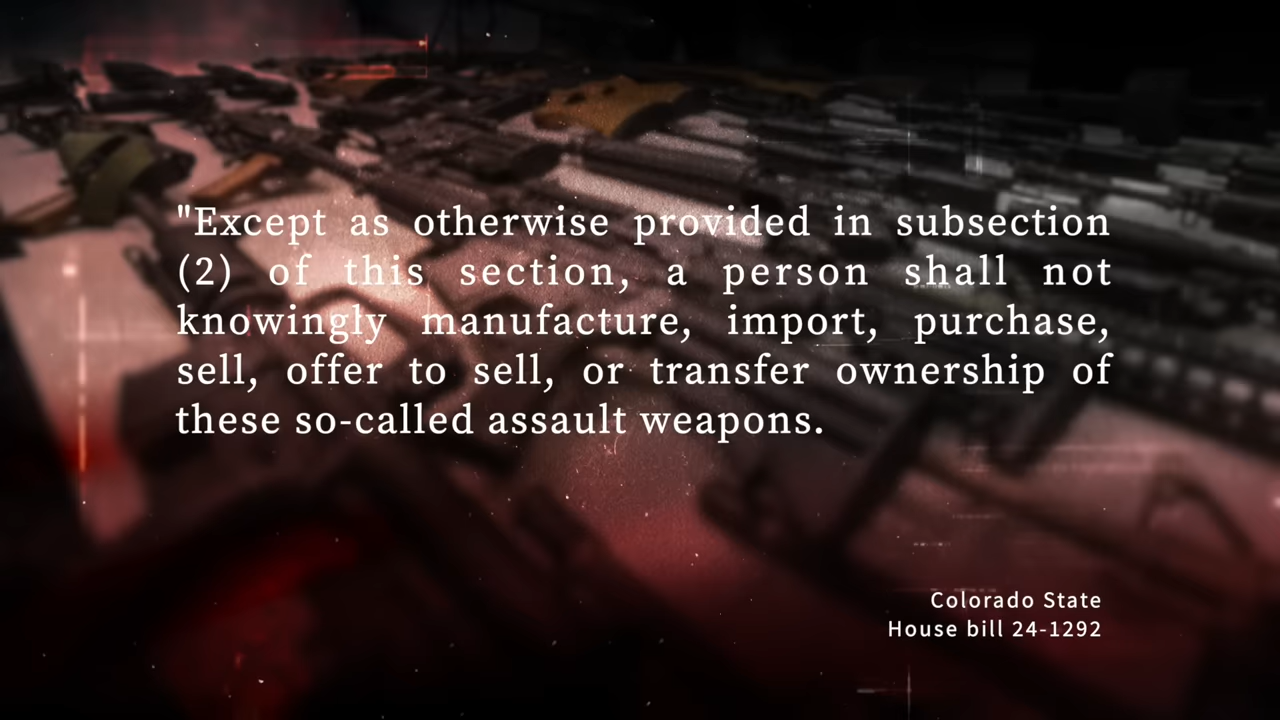 "Except as otherwise provided in subsection
(2) of this section, a person shall not
knowingly manufacture, import, purchase,
sell, offer to sell, or transfer ownership of
these so-called assault weapons.
Colorado State
House bill 24-1292